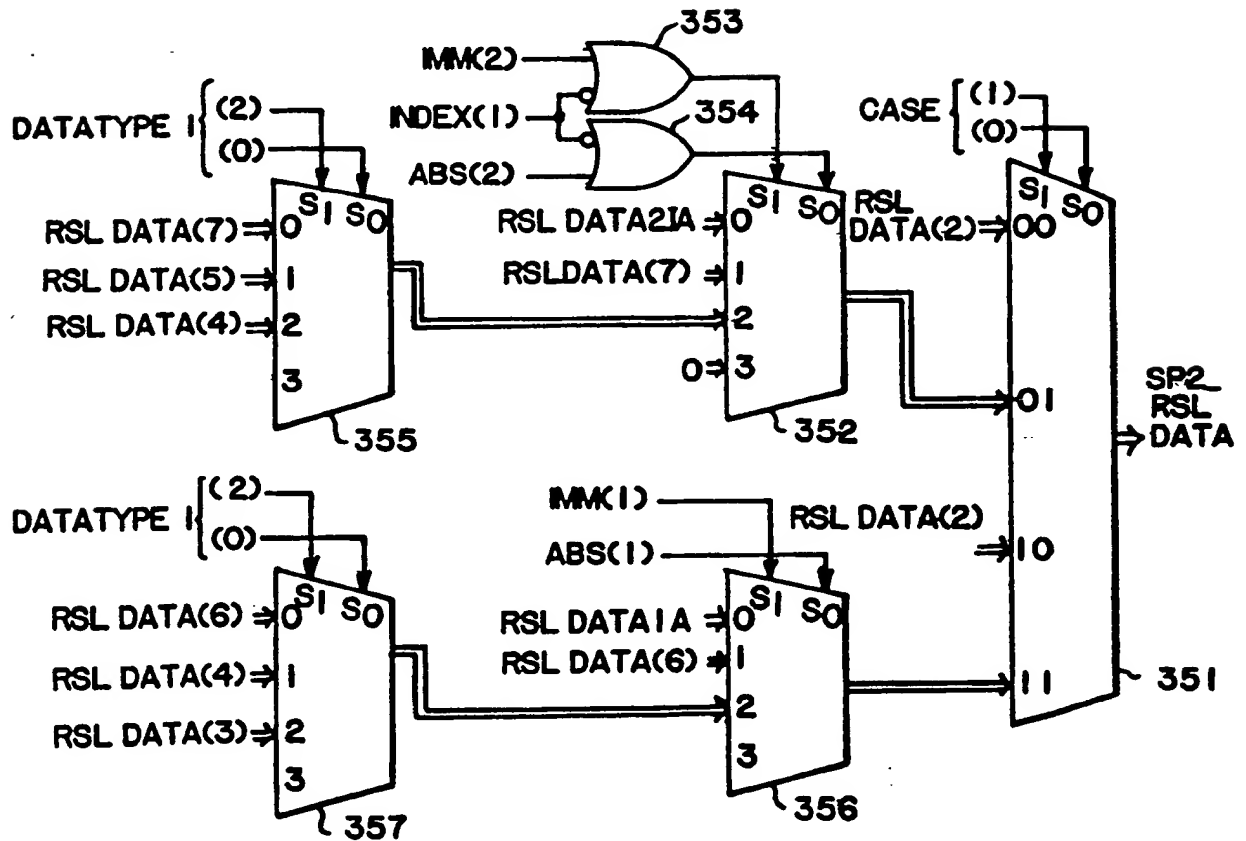 353
IMM(2)
INDEX(1)
354
ABS(2)
DATATYPE 1 { (2)
(0)
CASE { (1)
(0)
S1 S0
RSL DATA(7) 0
RSL DATA(5) 1
RSL DATA(4) 2
3
355
S1 S0
RSL DATA21A 0
RSLDATA(7) 1
2
0 3
352
S1 S0
RSL
DATA(2) 00
01
RSL DATA(2)
10
11
351
SP2_
RSL
DATA
DATATYPE 1 { (2)
(0)
S1 S0
RSL DATA(6) 0
RSL DATA(4) 1
RSL DATA(3) 2
3
357
IMM(1)
ABS(1)
S1 S0
RSL DATA1A 0
RSL DATA(6) 1
2
3
356